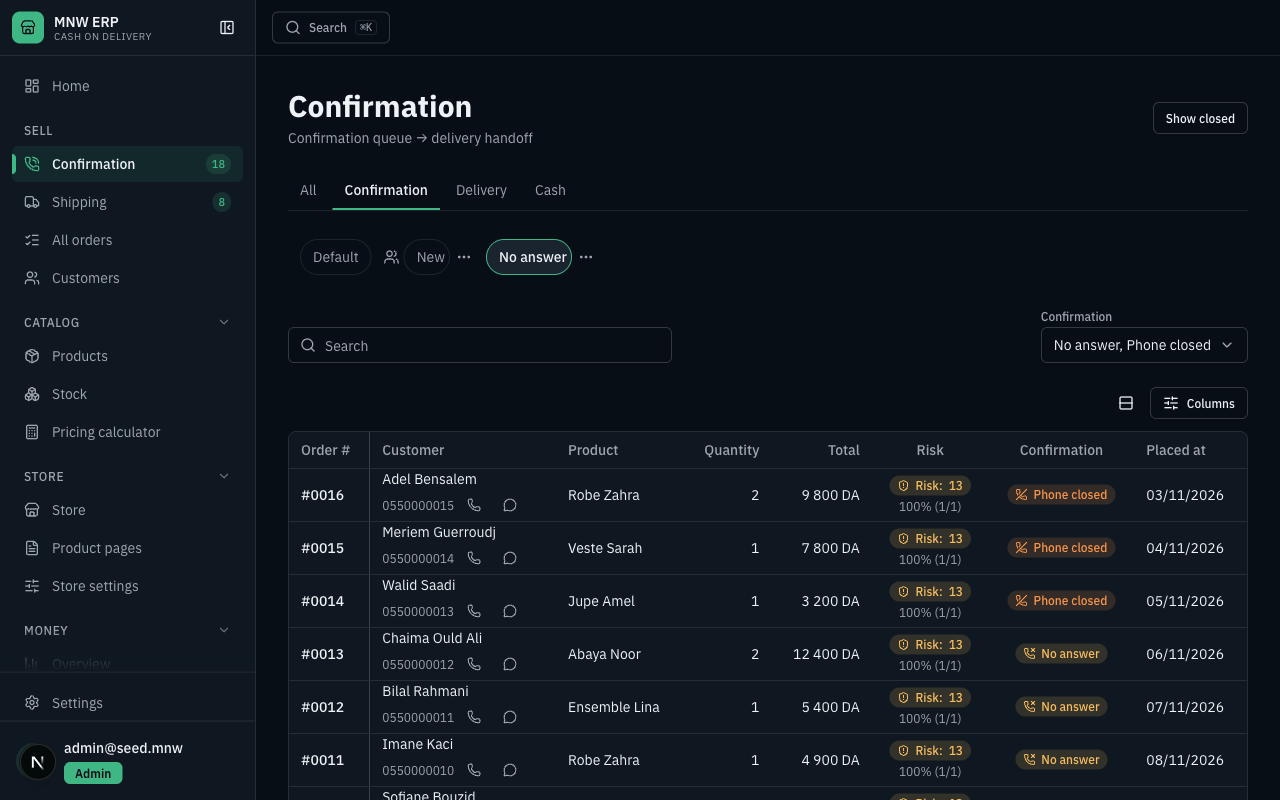 MNW ERP
CASH ON DELIVERY
Search ⌘K
Home
SELL
Confirmation 18
Shipping 8
All orders
Customers
CATALOG
Products
Stock
Pricing calculator
STORE
Store
Product pages
Store settings
MONEY
Overview
Settings
N
admin@seed.mnw
Admin
Confirmation
Confirmation queue → delivery handoff
Show closed
All Confirmation Delivery Cash
Default New ··· No answer ···
Confirmation
Search
No answer, Phone closed
Columns
Order # Customer Product Quantity Total Risk Confirmation Placed at
#0016 Adel Bensalem 0550000015 Robe Zahra 2 9 800 DA Risk: 13 100% (1/1) Phone closed 03/11/2026
#0015 Meriem Guerroudj 0550000014 Veste Sarah 1 7 800 DA Risk: 13 100% (1/1) Phone closed 04/11/2026
#0014 Walid Saadi 0550000013 Jupe Amel 1 3 200 DA Risk: 13 100% (1/1) Phone closed 05/11/2026
#0013 Chaima Ould Ali 0550000012 Abaya Noor 2 12 400 DA Risk: 13 100% (1/1) No answer 06/11/2026
#0012 Bilal Rahmani 0550000011 Ensemble Lina 1 5 400 DA Risk: 13 100% (1/1) No answer 07/11/2026
#0011 Imane Kaci 0550000010 Robe Zahra 1 4 900 DA Risk: 13 100% (1/1) No answer 08/11/2026
Sofiane Bouzid